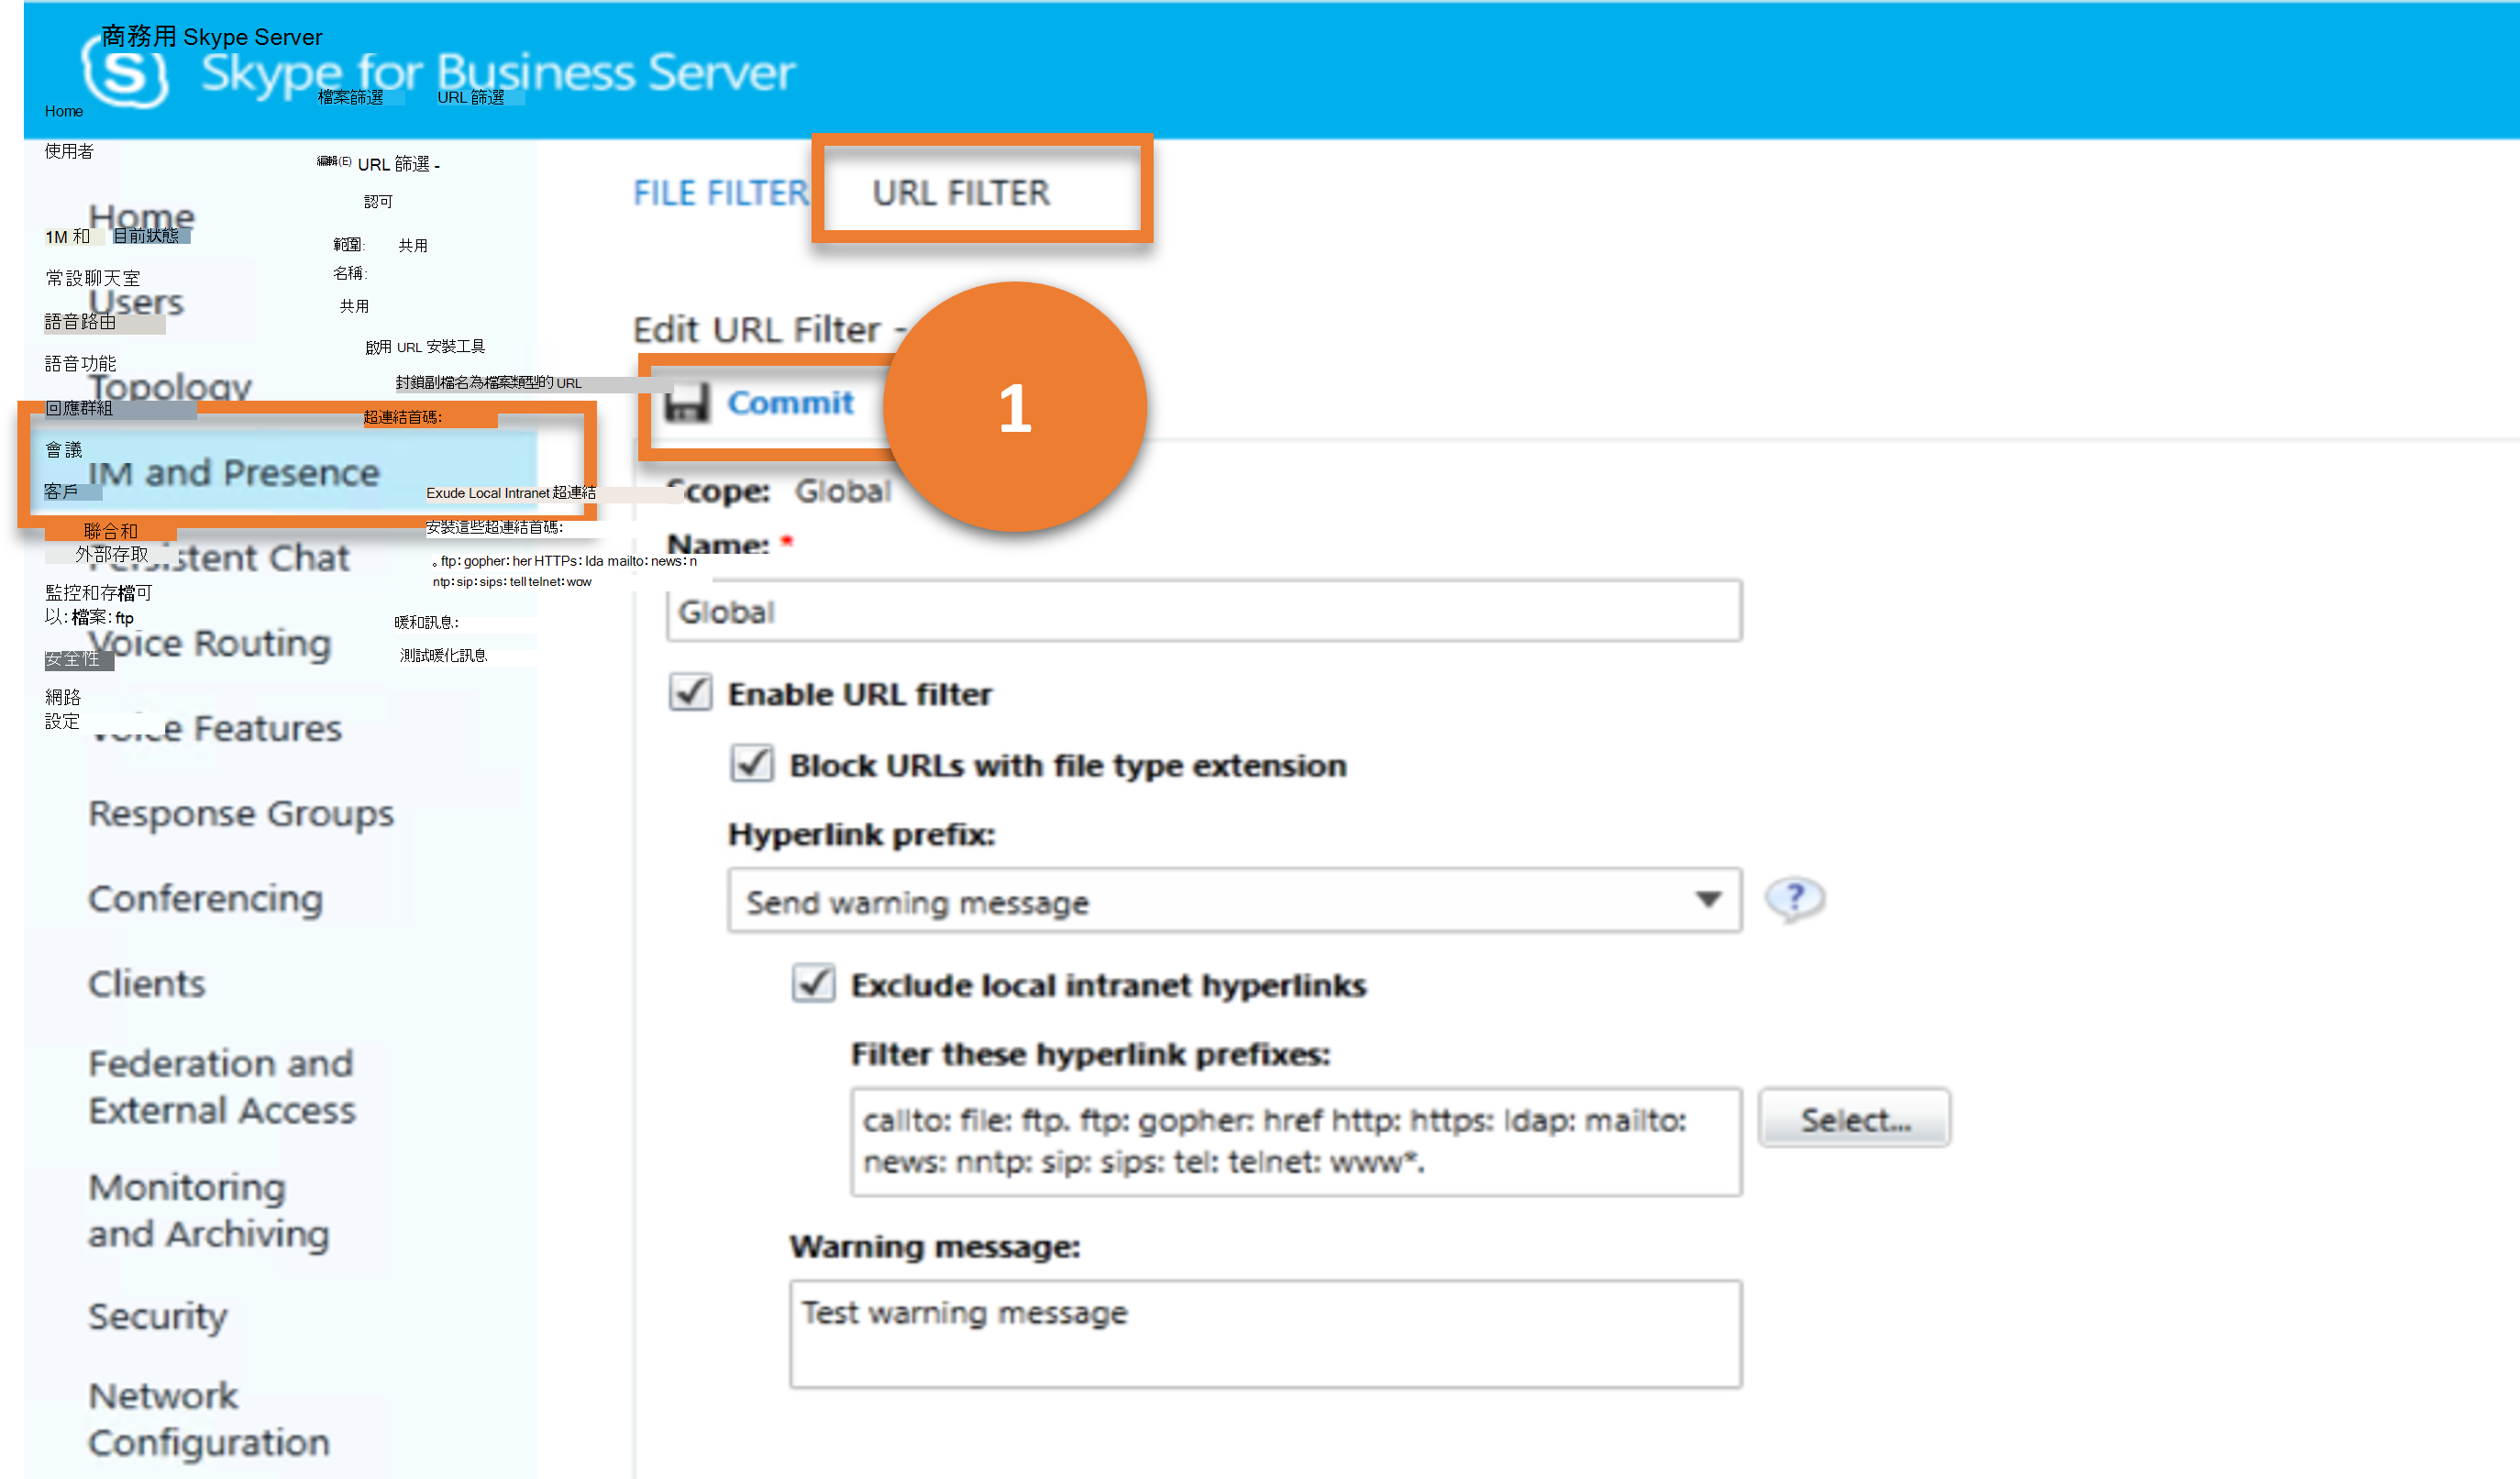 商務用 Skype Server
Skype for Business Server
檔案篩選
URL 篩選
Home
使用者
1M 和 目前狀態
常設聊天室
語音路由
語音功能
回應群組
會議
客戶
聯合和
外部存取
監控和存檔可
以:檔案:ftp
安全性
網路
設定
編輯(E) URL 篩選 -
認可
範圍: 共用
名稱:
共用
啟用 URL 安裝工具
封鎖副檔名為檔案類型的 URL
超連結首碼:
Exude Local Intranet 超連結
安裝這些超連結首碼:
。ftp:gopher:her HTTPs:lda mailto:news:n
ntp:sip:sips:tell telnet:wow
暖和訊息:
測試暖化訊息
Home
Users
Topology
IM and Presence
Persistent Chat
Voice Routing
Voice Features
Response Groups
Conferencing
Clients
Federation and
External Access
Monitoring
and Archiving
Security
Network
Configuration
FILE FILTER
URL FILTER
Edit URL Filter -
Commit
1
Scope: Global
Name: *
Global
Enable URL filter
Block URLs with file type extension
Hyperlink prefix:
Send warning message
?
Exclude local intranet hyperlinks
Filter these hyperlink prefixes:
callto: file: ftp. ftp: gopher: href http: https: ldap: mailto:
news: nntp: sip: sips: tel: telnet: www*.
Select...
Warning message:
Test warning message